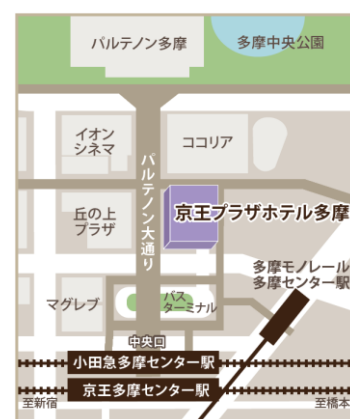 パルテノン多摩
多摩中央公園
イオン
シネマ
ココリア
パルテノン大通り
丘の上
プラザ
京王プラザホテル多摩
多摩モノレール
多摩センター駅
マグレブ
バス
ターミナル
中央口
小田急多摩センター駅
京王多摩センター駅
至新宿
至橋本